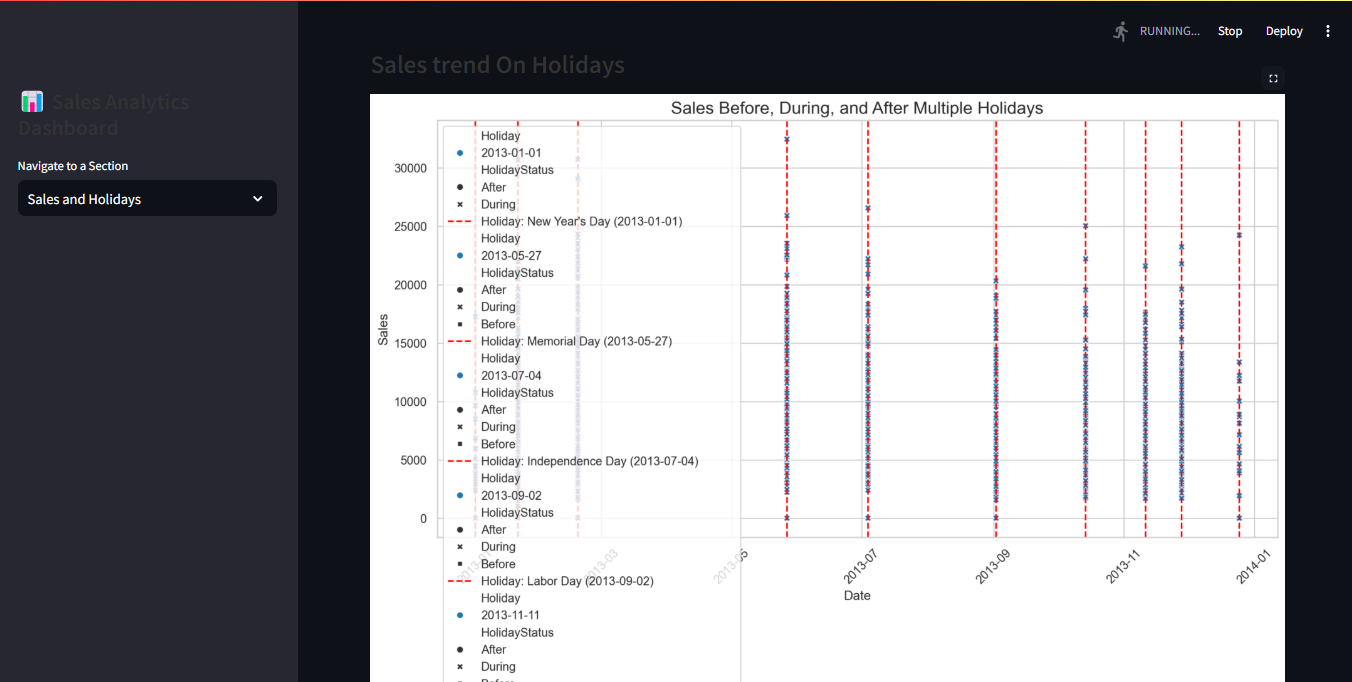 RUNNING...
Stop
Deploy
Sales trend On Holidays
Sales Analytics
Dashboard
Navigate to a Section
Sales and Holidays
Sales Before, During, and After Multiple Holidays
Sales
30000
25000
20000
15000
10000
5000
0
Holiday
2013-01-01
HolidayStatus
After
During
Holiday: New Year's Day (2013-01-01)
Holiday
2013-05-27
HolidayStatus
After
During
Before
Holiday: Memorial Day (2013-05-27)
Holiday
2013-07-04
HolidayStatus
After
During
Before
Holiday: Independence Day (2013-07-04)
Holiday
2013-09-02
HolidayStatus
After
During
Before
Holiday: Labor Day (2013-09-02)
Holiday
2013-11-11
HolidayStatus
After
During
Before
2013-01
2013-03
2013-05
2013-07
2013-09
2013-11
2014-01
Date